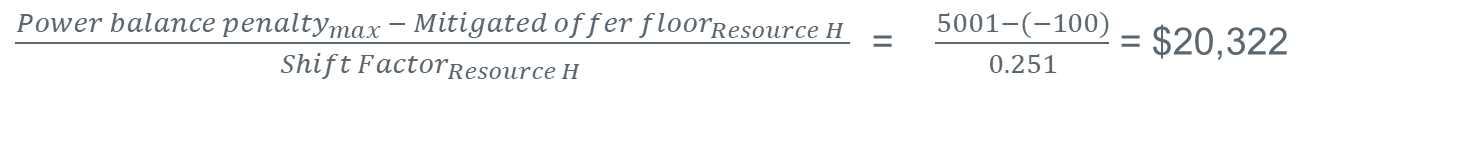 Power balance penalty_max − Mitigated offer floor_Resource H = 5001−(−100) = $20,322
Shift Factor_Resource H 0.251